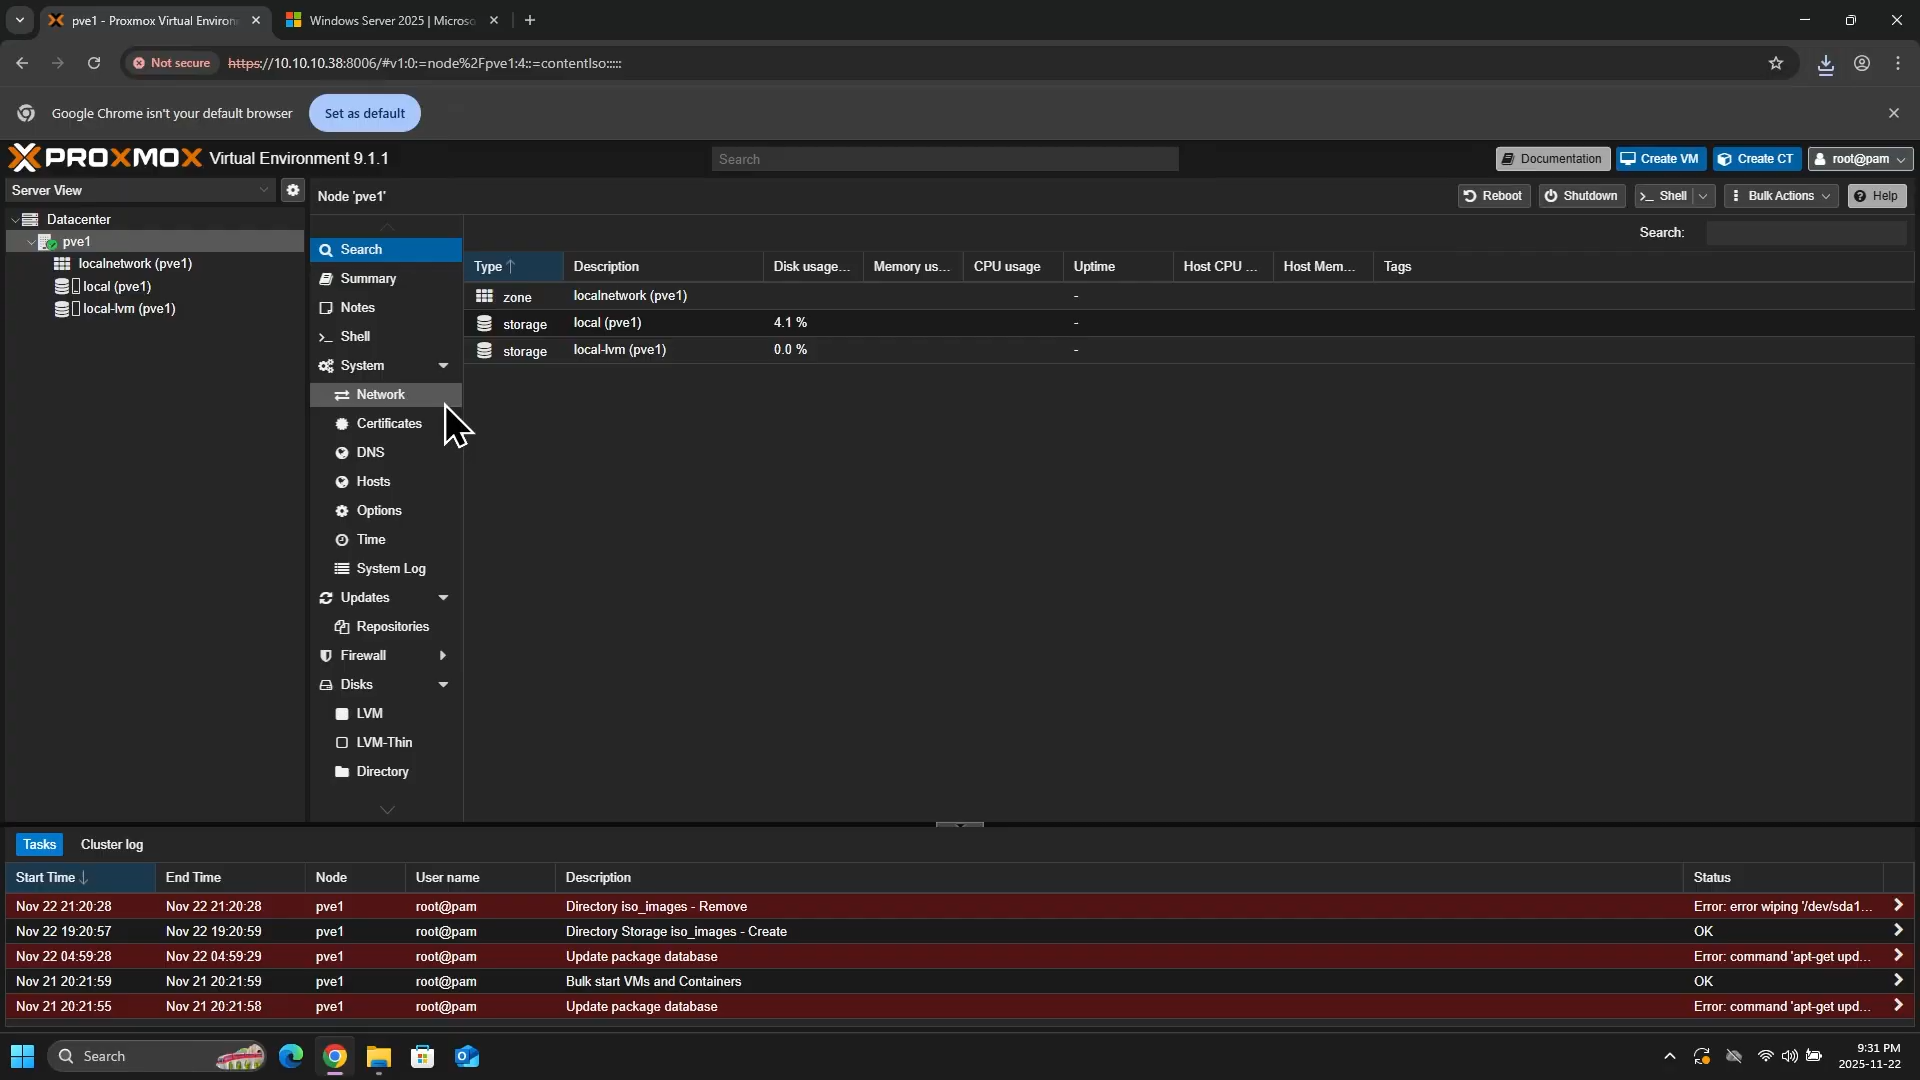 pve1 - Proxmox Virtual Environ
Windows Server 2025 | Microso
Not secure
https://10.10.10.38:8006/#v1:0:=node%2Fpve1:4::=contentIso:::::
Google Chrome isn't your default browser
Set as default
PROXMOX Virtual Environment 9.1.1
Search
Documentation
Create VM
Create CT
root@pam
Server View
Node 'pve1'
Reboot
Shutdown
>_ Shell
Bulk Actions
Help
Datacenter
pve1
localnetwork (pve1)
local (pve1)
local-lvm (pve1)
Search
Summary
Notes
>_ Shell
System
Network
Certificates
DNS
Hosts
Options
Time
System Log
Updates
Repositories
Firewall
Disks
LVM
LVM-Thin
Directory
Search:
Type Description Disk usage... Memory us... CPU usage Uptime Host CPU ... Host Mem... Tags
zone localnetwork (pve1) -
storage local (pve1) 4.1 % -
storage local-lvm (pve1) 0.0 % -
Tasks Cluster log
Start Time End Time Node User name Description Status
Nov 22 21:20:28 Nov 22 21:20:28 pve1 root@pam Directory iso_images - Remove Error: error wiping '/dev/sda1...
Nov 22 19:20:57 Nov 22 19:20:59 pve1 root@pam Directory Storage iso_images - Create OK
Nov 22 04:59:28 Nov 22 04:59:29 pve1 root@pam Update package database Error: command 'apt-get upd...
Nov 21 20:21:59 Nov 21 20:21:59 pve1 root@pam Bulk start VMs and Containers OK
Nov 21 20:21:55 Nov 21 20:21:58 pve1 root@pam Update package database Error: command 'apt-get upd...
Search
9:31 PM
2025-11-22